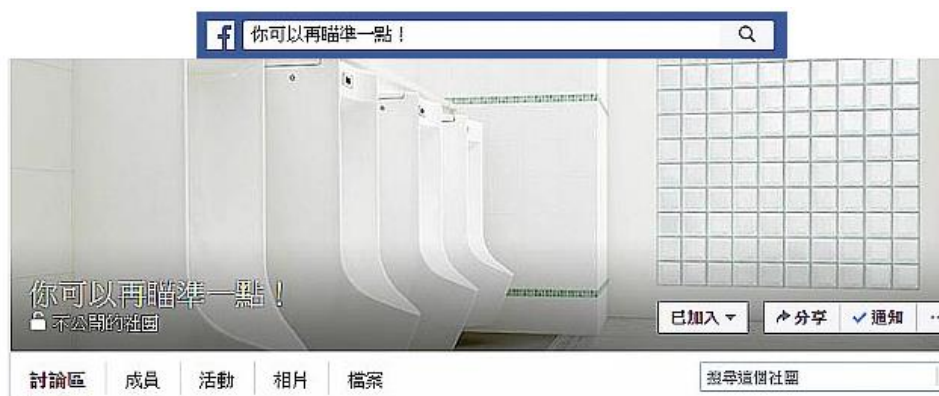 f 你可以再瞄準一點！
你可以再瞄準一點！
不公開的社團
已加入 分享 通知 ...
討論區 成員 活動 相片 檔案 搜尋這個社團